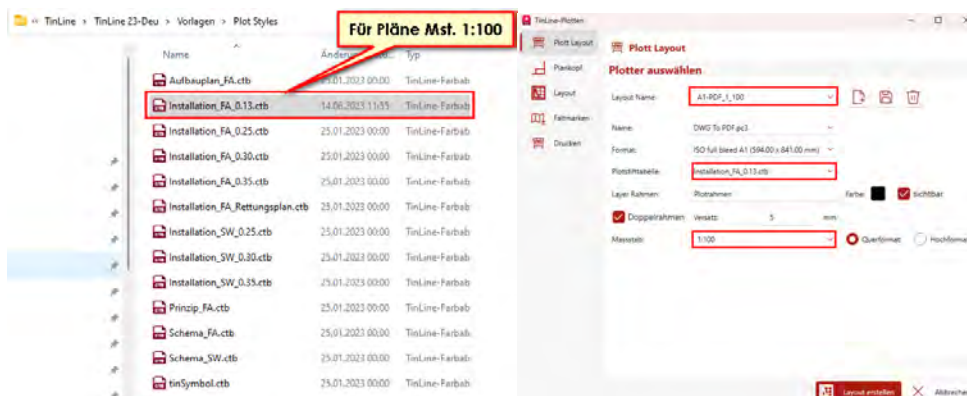 « TinLine › TinLine 23-Deu › Vorlagen › Plot Styles
Für Pläne Mst. 1:100
Name
Typ
Aufbauplan_FA.ctb 25.01.2023 00:00 TinLine-Farbab
Installation_FA_0.13.ctb 14.06.2023 11:35 TinLine-Farbab
Installation_FA_0.25.ctb 25.01.2023 00:00 TinLine-Farbab
Installation_FA_0.30.ctb 25.01.2023 00:00 TinLine-Farbab
Installation_FA_0.35.ctb 25.01.2023 00:00 TinLine-Farbab
Installation_FA_Rettungsplan.ctb 25.01.2023 00:00 TinLine-Farbab
Installation_SW_0.25.ctb 25.01.2023 00:00 TinLine-Farbab
Installation_SW_0.30.ctb 25.01.2023 00:00 TinLine-Farbab
Installation_SW_0.35.ctb 25.01.2023 00:00 TinLine-Farbab
Prinzip_FA.ctb 25.01.2023 00:00 TinLine-Farbab
Schema_FA.ctb 25.01.2023 00:00 TinLine-Farbab
Schema_SW.ctb 25.01.2023 00:00 TinLine-Farbab
tinSymbol.ctb 25.01.2023 00:00 TinLine-Farbab
TinLine-Plotten
Plott Layout
Plankopf
Layout
Faltmarken
Drucken
Plott Layout
Plotter auswählen
Layout Name: A1-PDF_1_100
Name: DWG To PDF.pc3
Format: ISO full bleed A1 (594.00 x 841.00 mm)
Plotstifttabelle: Installation_FA_0.13.ctb
Layer Rahmen: Plotrahmen Farbe: Sichtbar
Doppelrahmen Versatz: 5 mm
Massstab: 1:100 Querformat Hochforma
Layout erstellen Abbreche